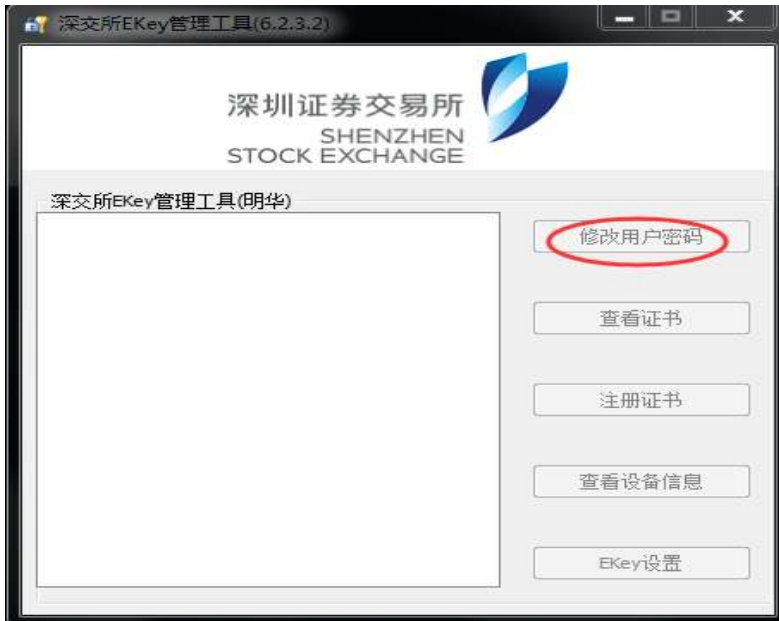 深交所EKey管理工具(6.2.3.2)
深圳证券交易所
SHENZHEN
STOCK EXCHANGE
深交所EKey管理工具(明华)
修改用户密码
查看证书
注册证书
查看设备信息
EKey设置